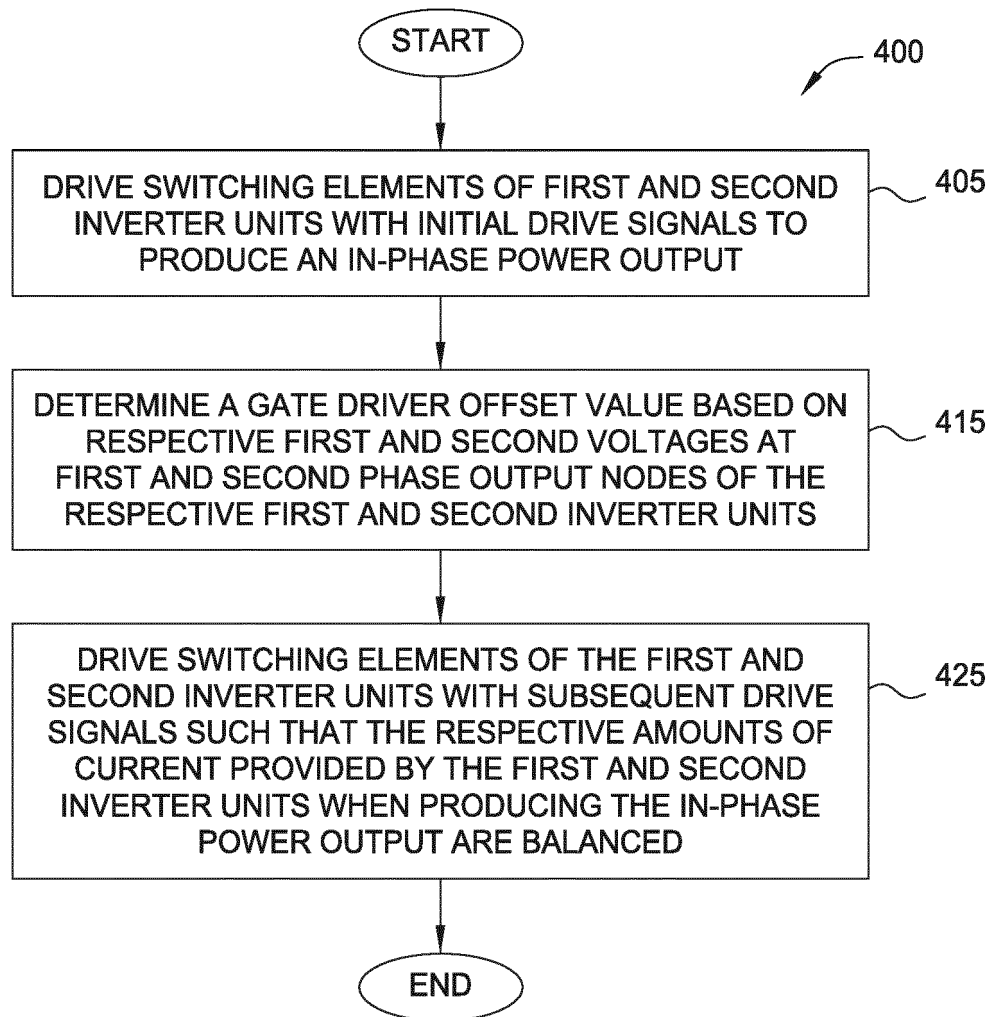 START
400
DRIVE SWITCHING ELEMENTS OF FIRST AND SECOND
INVERTER UNITS WITH INITIAL DRIVE SIGNALS TO
PRODUCE AN IN-PHASE POWER OUTPUT
405
DETERMINE A GATE DRIVER OFFSET VALUE BASED ON
RESPECTIVE FIRST AND SECOND VOLTAGES AT
FIRST AND SECOND PHASE OUTPUT NODES OF THE
RESPECTIVE FIRST AND SECOND INVERTER UNITS
415
DRIVE SWITCHING ELEMENTS OF THE FIRST AND
SECOND INVERTER UNITS WITH SUBSEQUENT DRIVE
SIGNALS SUCH THAT THE RESPECTIVE AMOUNTS OF
CURRENT PROVIDED BY THE FIRST AND SECOND
INVERTER UNITS WHEN PRODUCING THE IN-PHASE
POWER OUTPUT ARE BALANCED
425
END